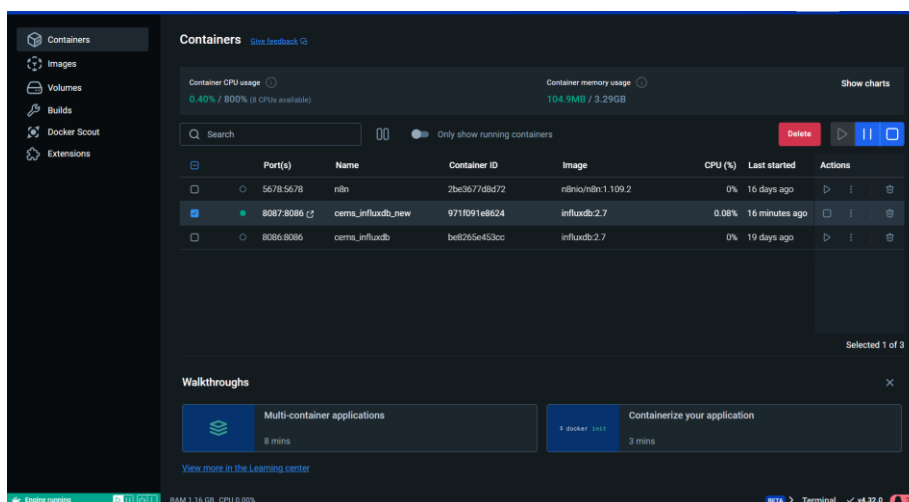 Containers
Images
Volumes
Builds
Docker Scout
Extensions
Containers Give feedback
Container CPU usage
0.40% / 800% (8 CPUs available)
Container memory usage
104.9MB / 3.29GB
Show charts
Search
Only show running containers
Delete
Port(s) Name Container ID Image CPU (%) Last started Actions
5678:5678 n8n 2be3677d8d72 n8nio/n8n:1.109.2 0% 16 days ago
8087:8086 cems_influxdb_new 971f091e8624 influxdb:2.7 0.08% 16 minutes ago
8086:8086 cems_influxdb be8265e453cc influxdb:2.7 0% 19 days ago
Selected 1 of 3
Walkthroughs
Multi-container applications
8 mins
$ docker init
Containerize your application
3 mins
View more in the Learning center
Engine running RAM 1.16 GB CPU 0.00% BETA Terminal v4.32.0